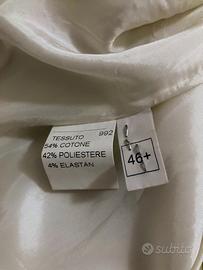 TESSUTO 992
54% COTONE
42% POLIESTERE
4% ELASTAN
46+
subito